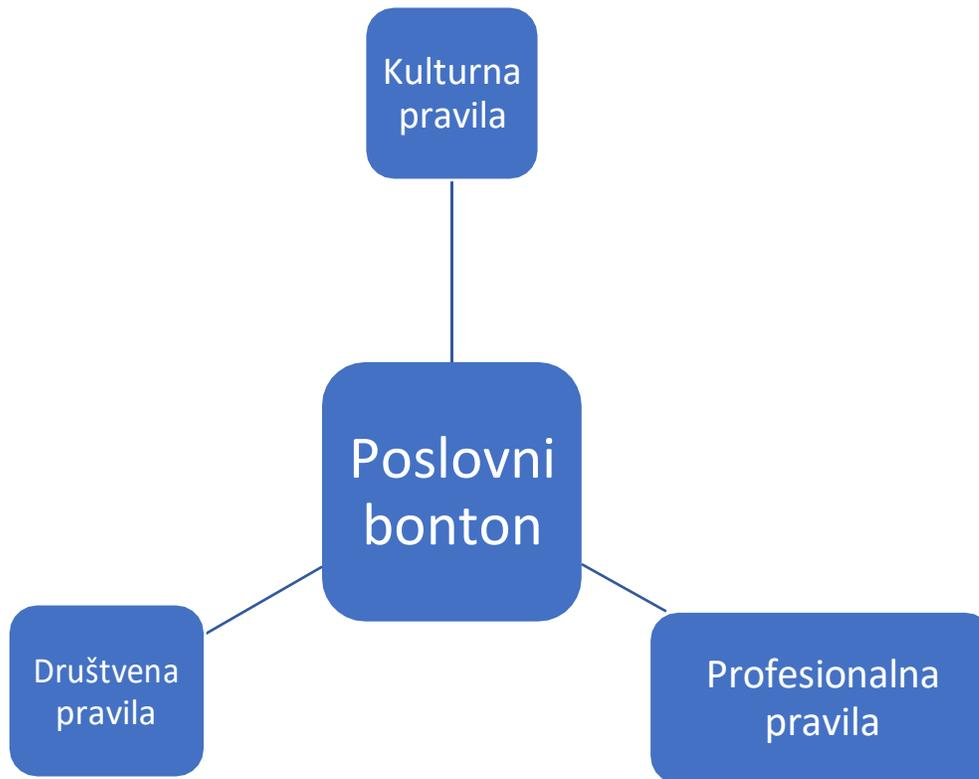 Kulturna
pravila
Poslovni
bonton
Društvena
pravila
Profesionalna
pravila